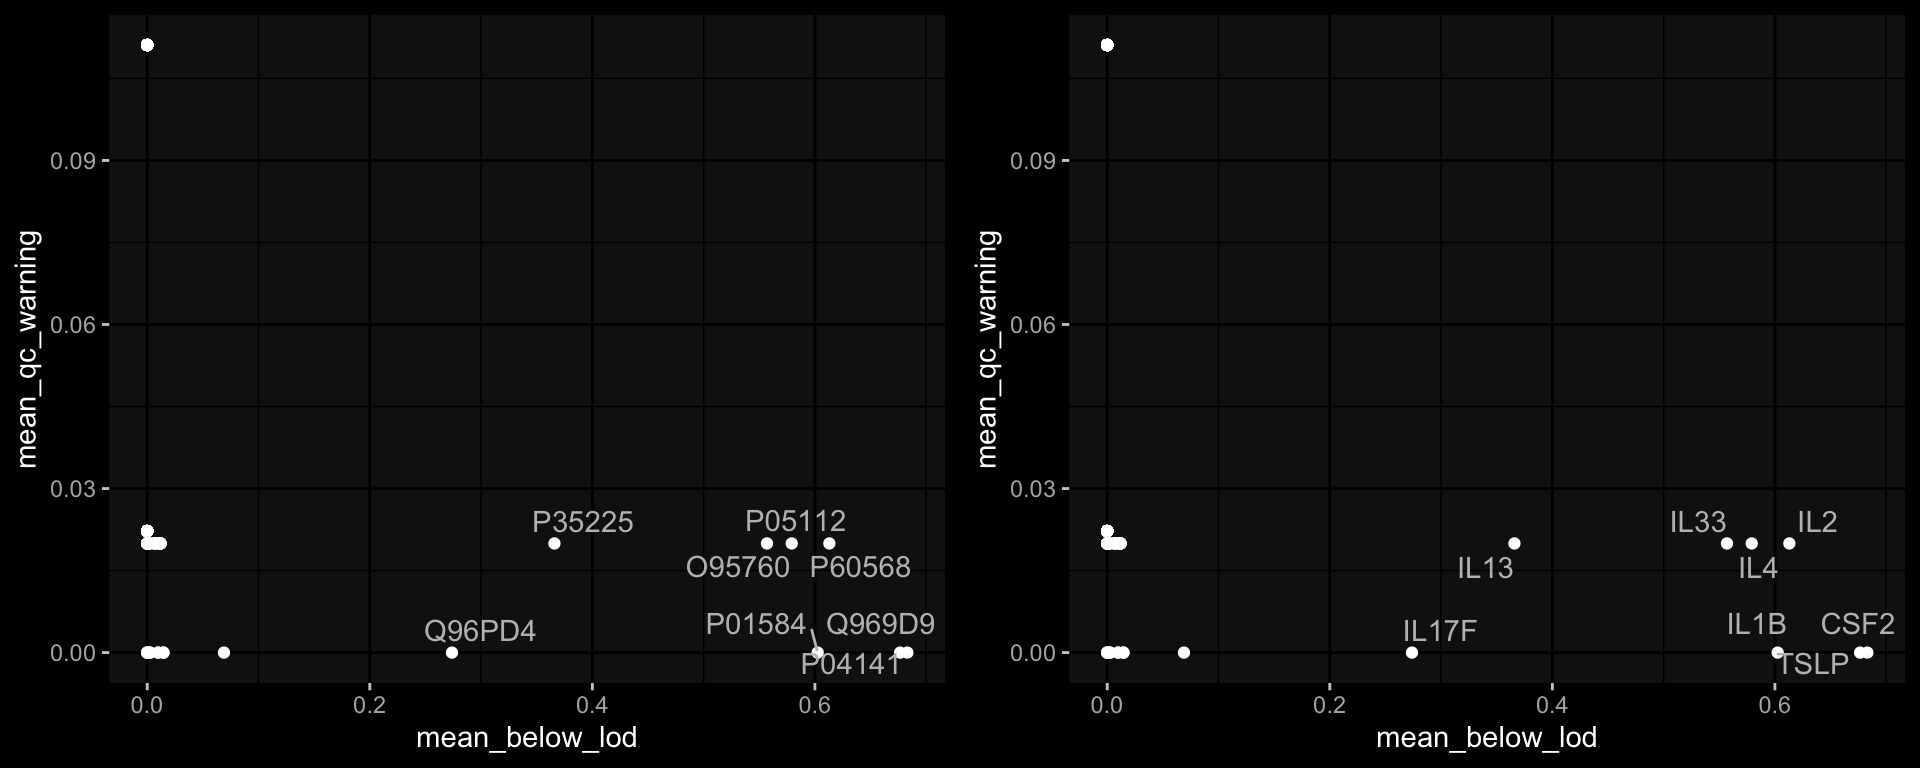 mean_qc_warning
0.09
0.06
0.03
0.00
P35225
P05112
O95760
P60568
Q96PD4
P01584
Q969D9
P04141
0.0
0.2
0.4
0.6
mean_below_lod
mean_qc_warning
0.09
0.06
0.03
0.00
IL33
IL2
IL13
IL4
IL17F
IL1B
CSF2
TSLP
0.0
0.2
0.4
0.6
mean_below_lod